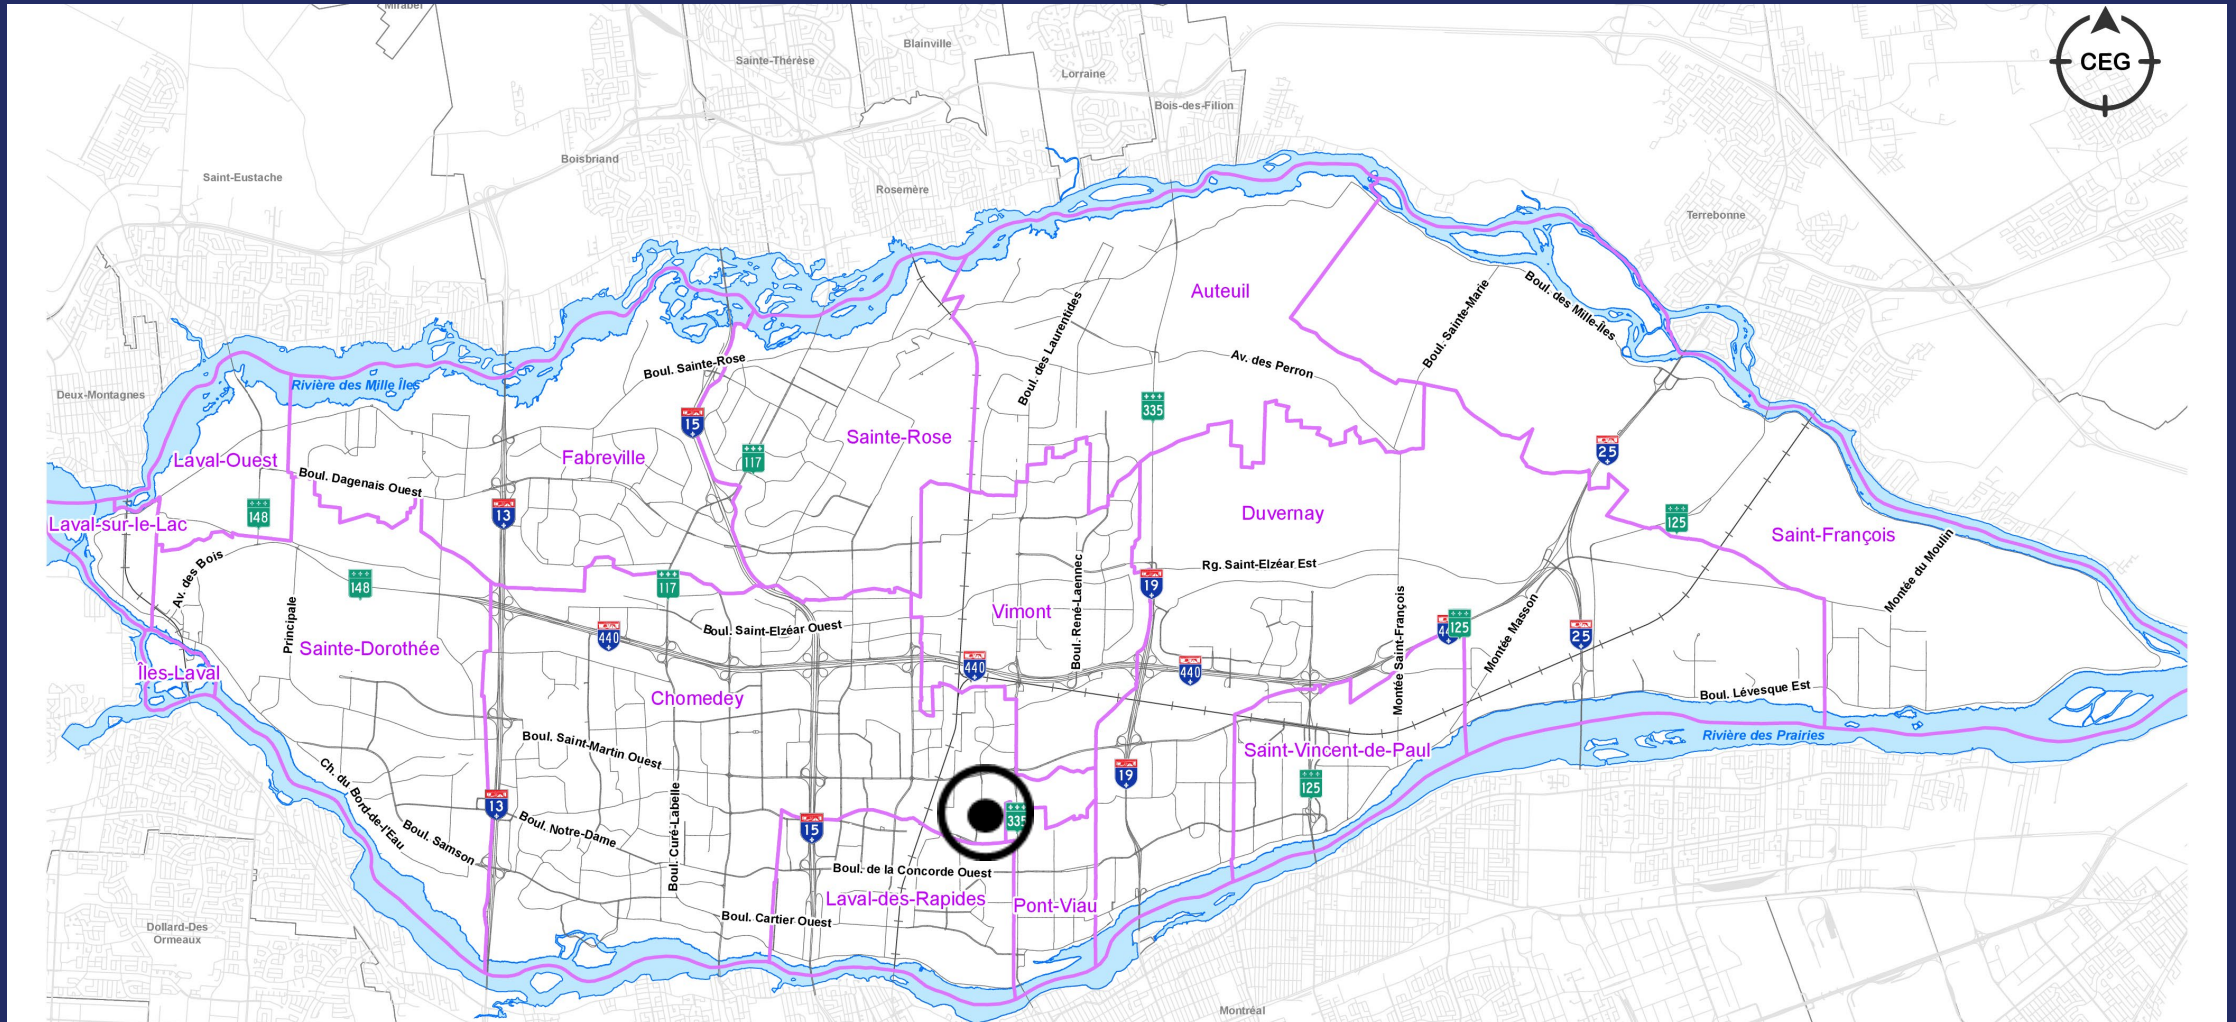 Mirabel
Blainville
Sainte-Thérèse
Lorraine
CEG
Bois-des-Filion
Boisbriand
Saint-Eustache
Rosemère
Terrebonne
Auteuil
Boul. des Mille-Îles
Boul. Sainte-Marie
Boul. des Laurentides
Boul. Sainte-Rose
Av. des Perron
Rivière des Mille Îles
Deux-Montagnes
335
15
Sainte-Rose
25
Laval-Ouest
Fabreville
117
Boul. Dagenais Ouest
148
13
Duvernay
125
Laval-sur-le-Lac
Saint-François
Montée du Moulin
Rg. Saint-Elzéar Est
Av. des Bois
148
117
19
Boul. René-Laennec
Vimont
Montée Saint-François
Montée Masson
Principale
440
Boul. Saint-Elzéar Ouest
125
25
Sainte-Dorothée
440
440
Îles-Laval
Chomedey
Boul. Lévesque Est
Rivière des Prairies
Boul. Saint-Martin Ouest
Saint-Vincent-de-Paul
19
125
Ch. du Bord-de-l'Eau
13
Boul. Notre-Dame
Boul. Curé-Labelle
15
335
Boul. Samson
Boul. de la Concorde Ouest
Laval-des-Rapides
Pont-Viau
Boul. Cartier Ouest
Dollard-Des
Ormeaux
Montréal